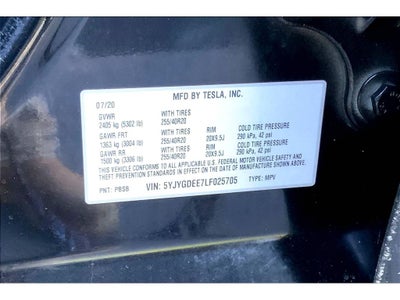 MFD BY TESLA, INC.
07/20
GVWR WITH TIRES
2405 kg (5302 lb) 255/40R20
GAWR FRT WITH TIRES RIM COLD TIRE PRESSURE
1363 kg (3004 lb) 255/40R20 20X9.5J 290 kPa, 42 psi
GAWR RR WITH TIRES RIM COLD TIRE PRESSURE
1500 kg (3306 lb) 255/40R20 20X9.5J 290 kPa, 42 psi
THIS VEHICLE CONFORMS TO ALL APPLICABLE U.S. FEDERAL MOTOR VEHICLE SAFETY AND
THEFT PREVENTION STANDARDS IN EFFECT ON THE DATE OF MANUFACTURE SHOWN ABOVE.
PNT: PBSB VIN: 5YJYGDEE7LF025705 TYPE: MPV